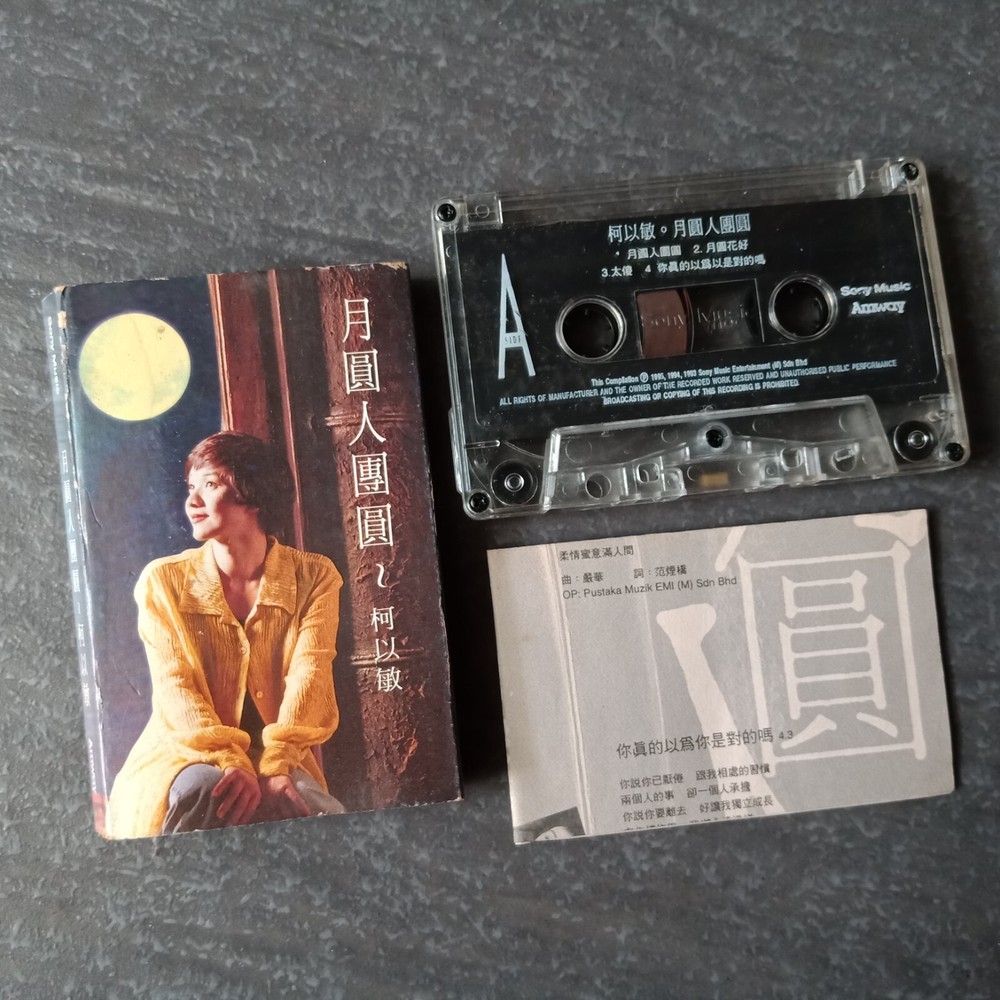 月圓人團圓～柯以敏
柯以敏。月圓人團圓
月圓人團圓 2.月圓花好
3.太傻 4 你眞的以爲以是對的嗎
A
SIDE
Sony Music
Amway
Sony Music
This Compilation ℗ 1995, 1994, 1993 Sony Music Entertainment (M) Sdn Bhd
ALL RIGHTS OF MANUFACTURER AND THE OWNER OF THE RECORDED WORK RESERVED AND UNAUTHORISED PUBLIC PERFORMANCE
BROADCASTING OR COPYING OF THIS RECORDING IS PROHIBITED.
柔情蜜意滿人間
曲：嚴華 詞：范煙橋
OP: Pustaka Muzik EMI (M) Sdn Bhd
圓
你眞的以爲你是對的嗎 4.3
你説你已厭倦 跟我相處的習慣
兩個人的事 卻一個人承擔
你説你要離去 好讓我獨立成長